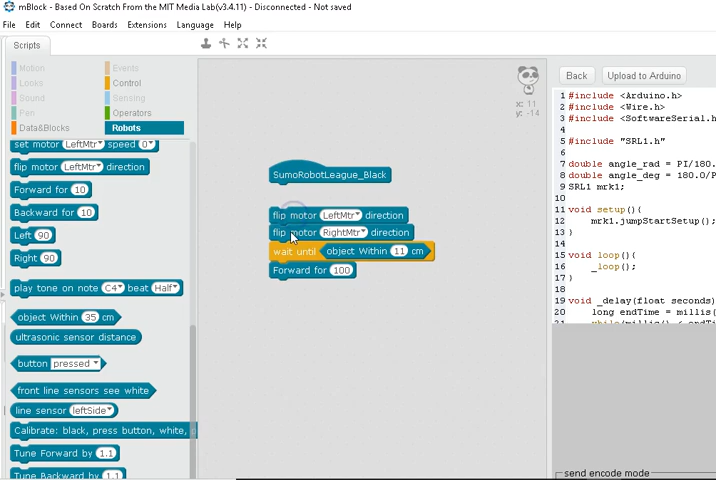 mBlock - Based On Scratch From the MIT Media Lab(v3.4.11) - Disconnected - Not saved
File Edit Connect Boards Extensions Language Help
Scripts
Motion Events
Looks Control
Sound Sensing
Pen Operators
Data&Blocks Robots
set motor LeftMtr speed 0
flip motor LeftMtr direction
Forward for 10
Backward for 10
Left 90
Right 90
play tone on note C4 beat Half
object Within 35 cm
ultrasonic sensor distance
button pressed
front line sensors see white
line sensor leftSide
Calibrate: black, press button, white,
Tune Forward by 1.1
Tune Backward by 1.1
x: 11
y: -14
SumoRobotLeague_Black
flip motor LeftMtr direction
flip motor RightMtr direction
wait until object Within 11 cm
Forward for 100
Back Upload to Arduino
1 #include <Arduino.h>
2 #include <Wire.h>
3 #include <SoftwareSerial.h
4
5 #include "SRL1.h"
6
7 double angle_rad = PI/180.
8 double angle_deg = 180.0/P
9 SRL1 mrk1;
10
11 void setup(){
12 mrk1.jumpStartSetup();
13 }
14
15 void loop(){
16 _loop();
17 }
18
19 void _delay(float seconds)
20 long endTime = millis(
send encode mode